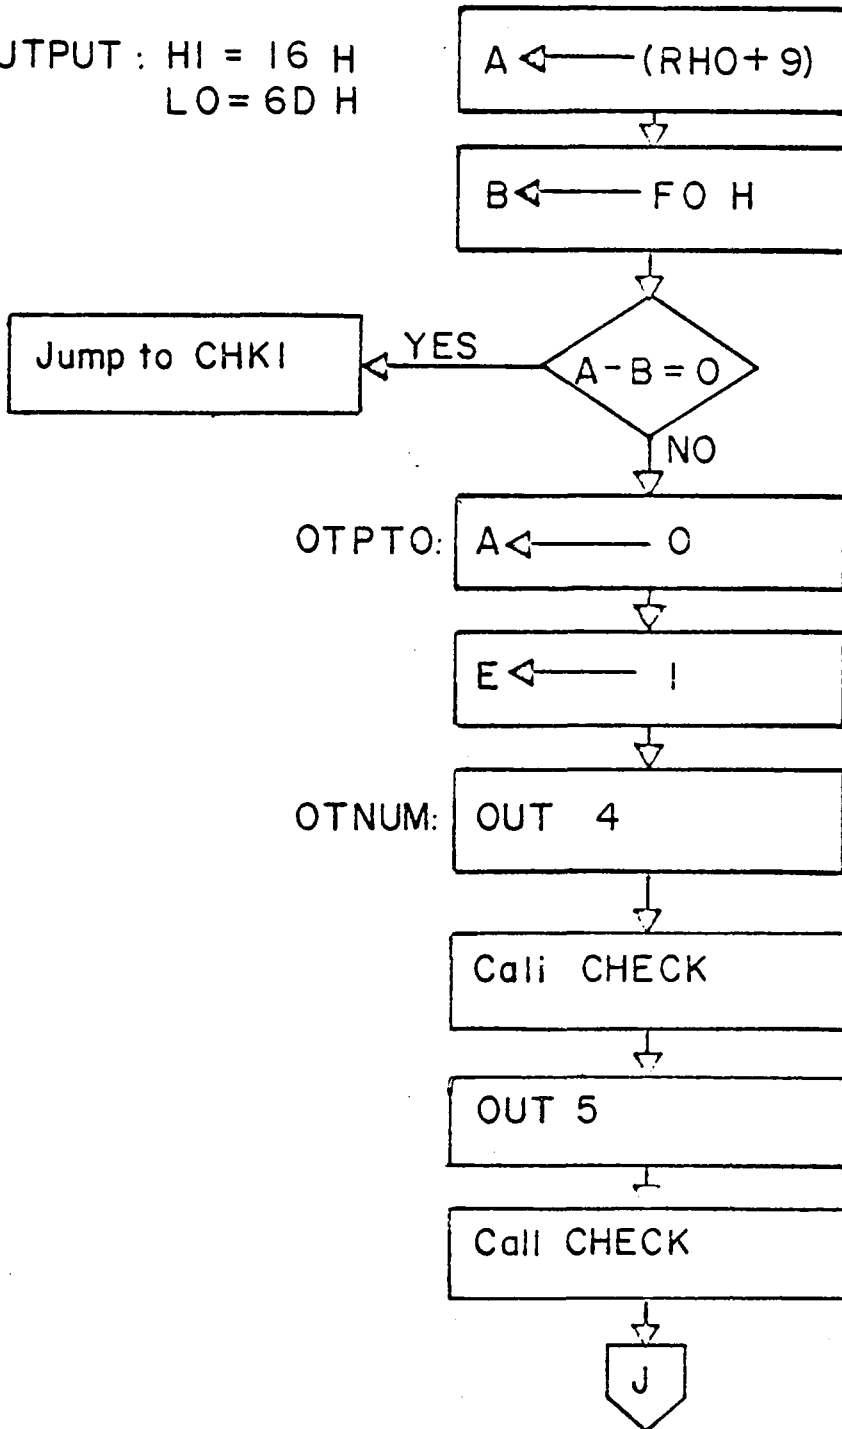 UTPUT: HI = 16 H
LO = 6D H
A ← (RHO + 9)
B ← FO H
A - B = O
YES
Jump to CHKI
NO
OTPTO: A ← O
E ← I
OTNUM: OUT 4
Cali CHECK
OUT 5
Call CHECK
J